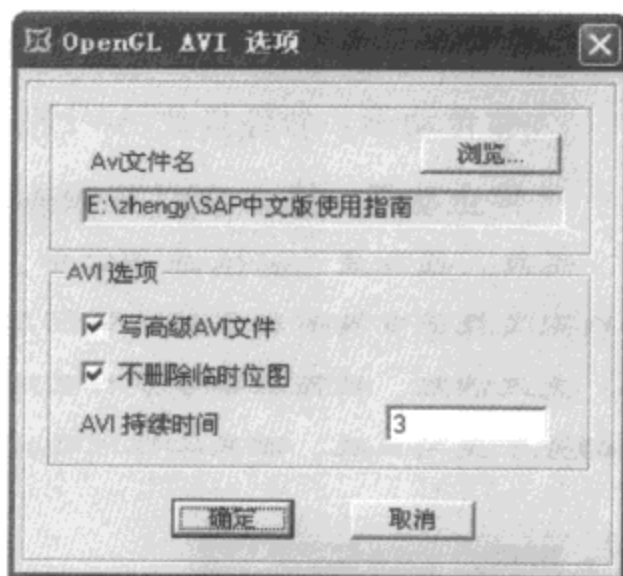 OpenGL AVI 选项
Avi文件名
浏览...
E:\zhengy\SAP中文版使用指南
AVI 选项
写高级AVI文件
不删除临时位图
AVI 持续时间
3
确定
取消